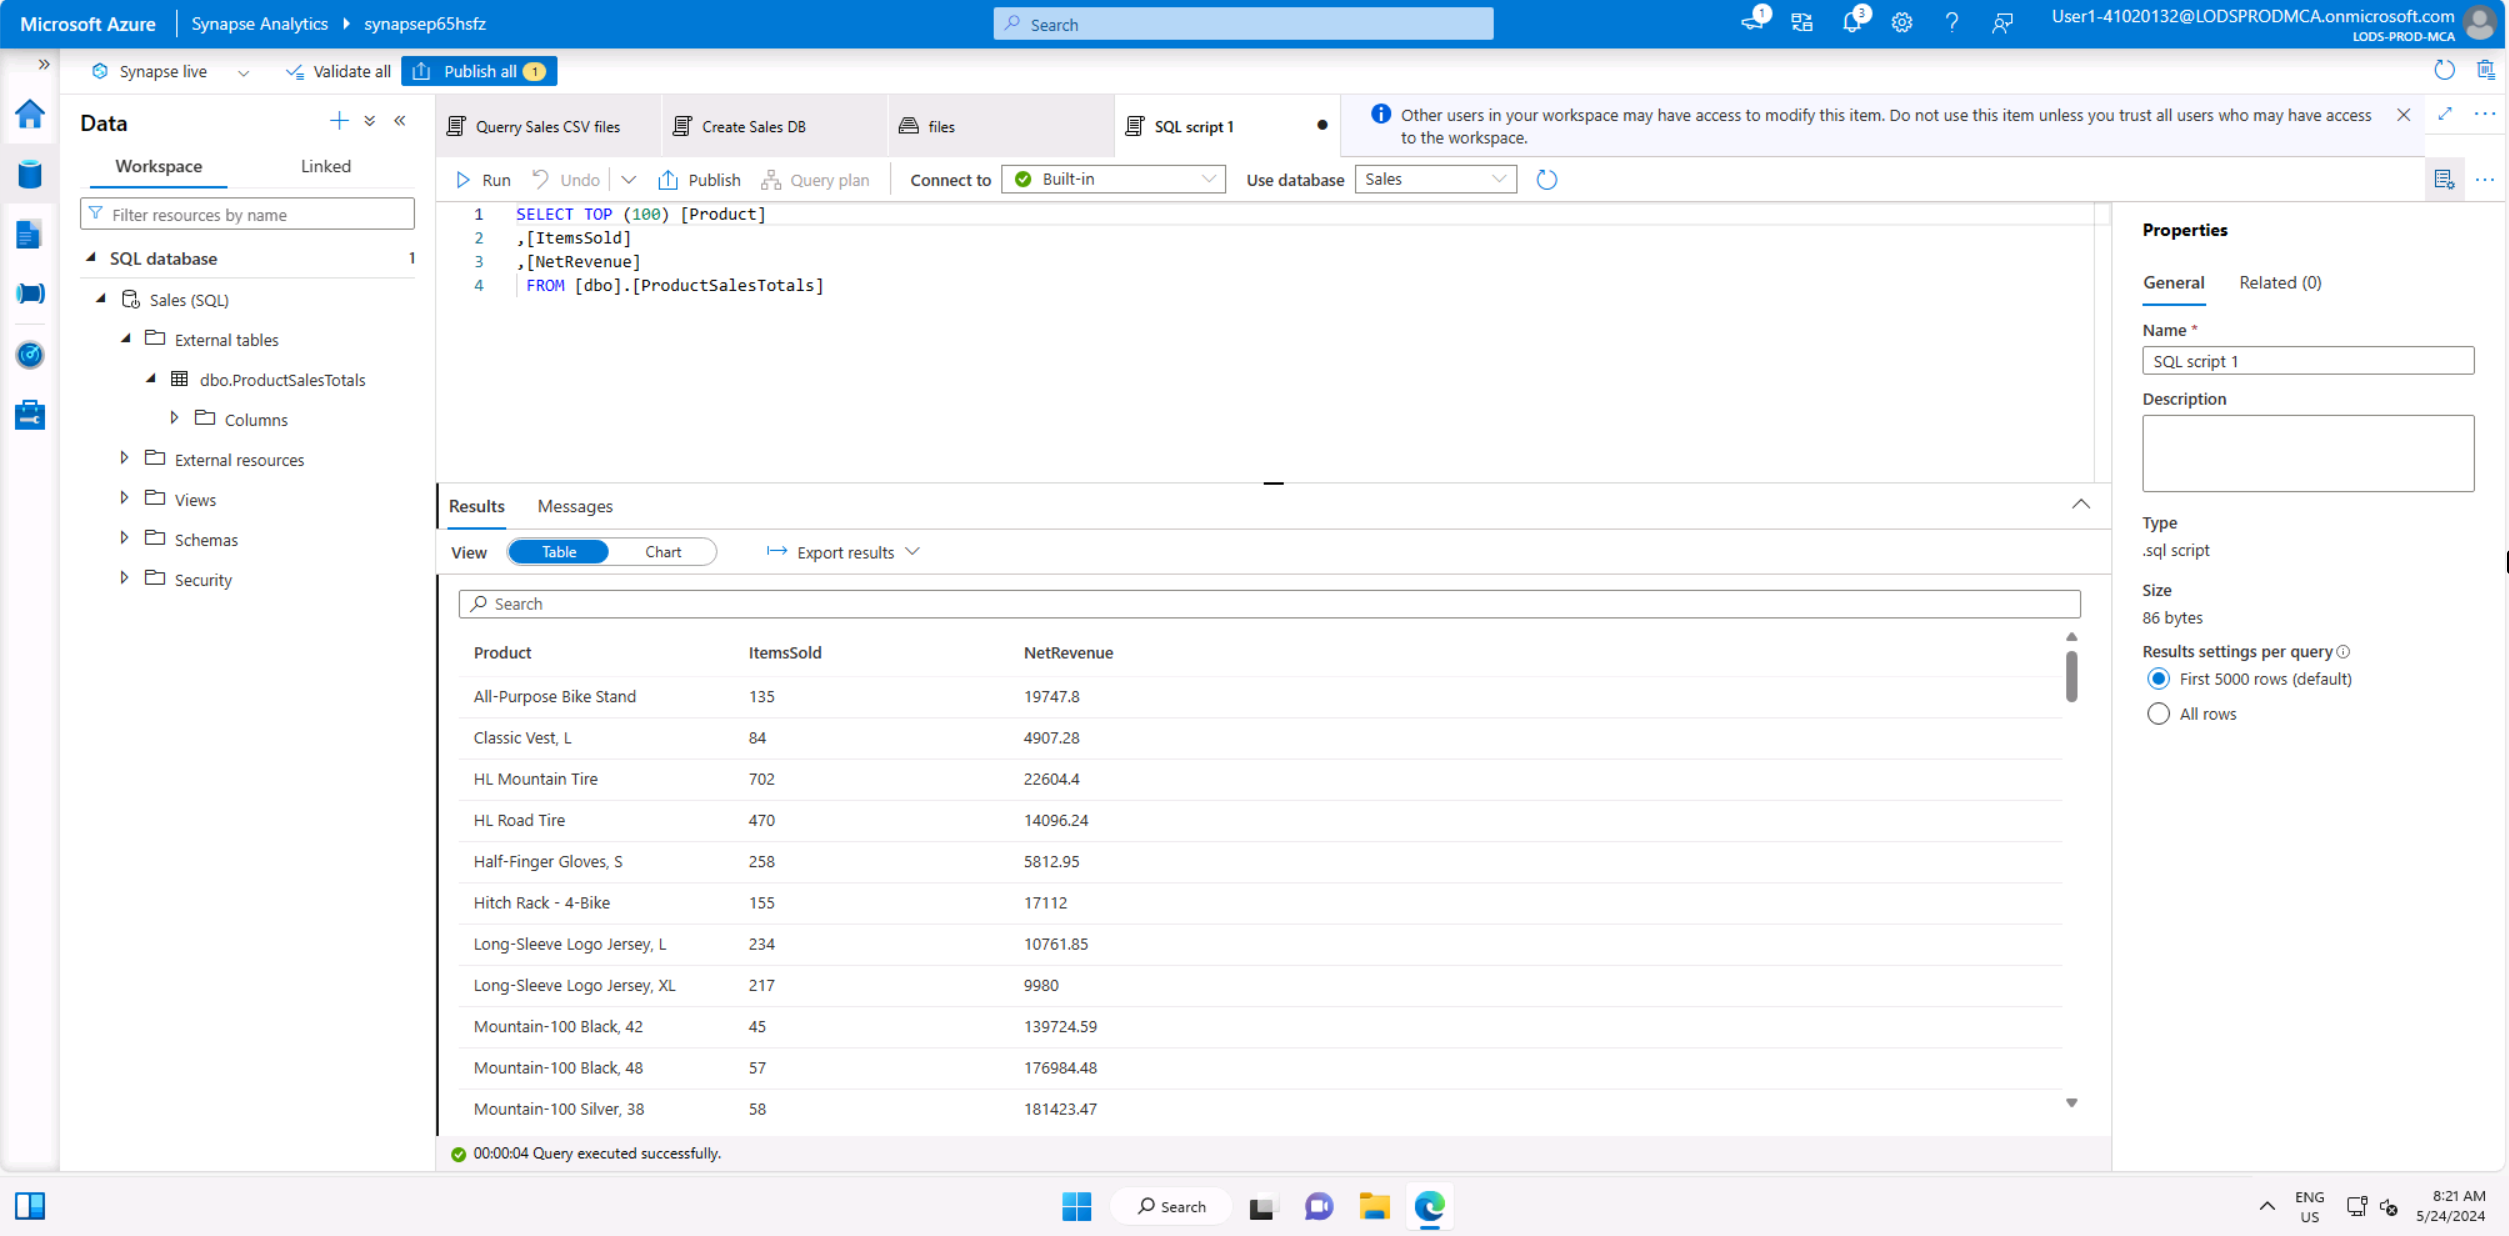 Microsoft Azure
Synapse Analytics
synapsep65hsfz
Search
1
3
?
User1-41020132@LODSPRODMCA.onmicrosoft.com
LODS-PROD-MCA
Synapse live
Validate all
Publish all 1
Data
Workspace
Linked
Filter resources by name
SQL database 1
Sales (SQL)
External tables
dbo.ProductSalesTotals
Columns
External resources
Views
Schemas
Security
Querry Sales CSV files
Create Sales DB
files
SQL script 1
Other users in your workspace may have access to modify this item. Do not use this item unless you trust all users who may have access
to the workspace.
Run
Undo
Publish
Query plan
Connect to
Built-in
Use database
Sales
1 SELECT TOP (100) [Product]
2 ,[ItemsSold]
3 ,[NetRevenue]
4 FROM [dbo].[ProductSalesTotals]
Results
Messages
View
Table
Chart
Export results
Search
Product ItemsSold NetRevenue
All-Purpose Bike Stand 135 19747.8
Classic Vest, L 84 4907.28
HL Mountain Tire 702 22604.4
HL Road Tire 470 14096.24
Half-Finger Gloves, S 258 5812.95
Hitch Rack - 4-Bike 155 17112
Long-Sleeve Logo Jersey, L 234 10761.85
Long-Sleeve Logo Jersey, XL 217 9980
Mountain-100 Black, 42 45 139724.59
Mountain-100 Black, 48 57 176984.48
Mountain-100 Silver, 38 58 181423.47
00:00:04 Query executed successfully.
Properties
General
Related (0)
Name *
SQL script 1
Description
Type
.sql script
Size
86 bytes
Results settings per query
First 5000 rows (default)
All rows
Search
ENG
US
8:21 AM
5/24/2024